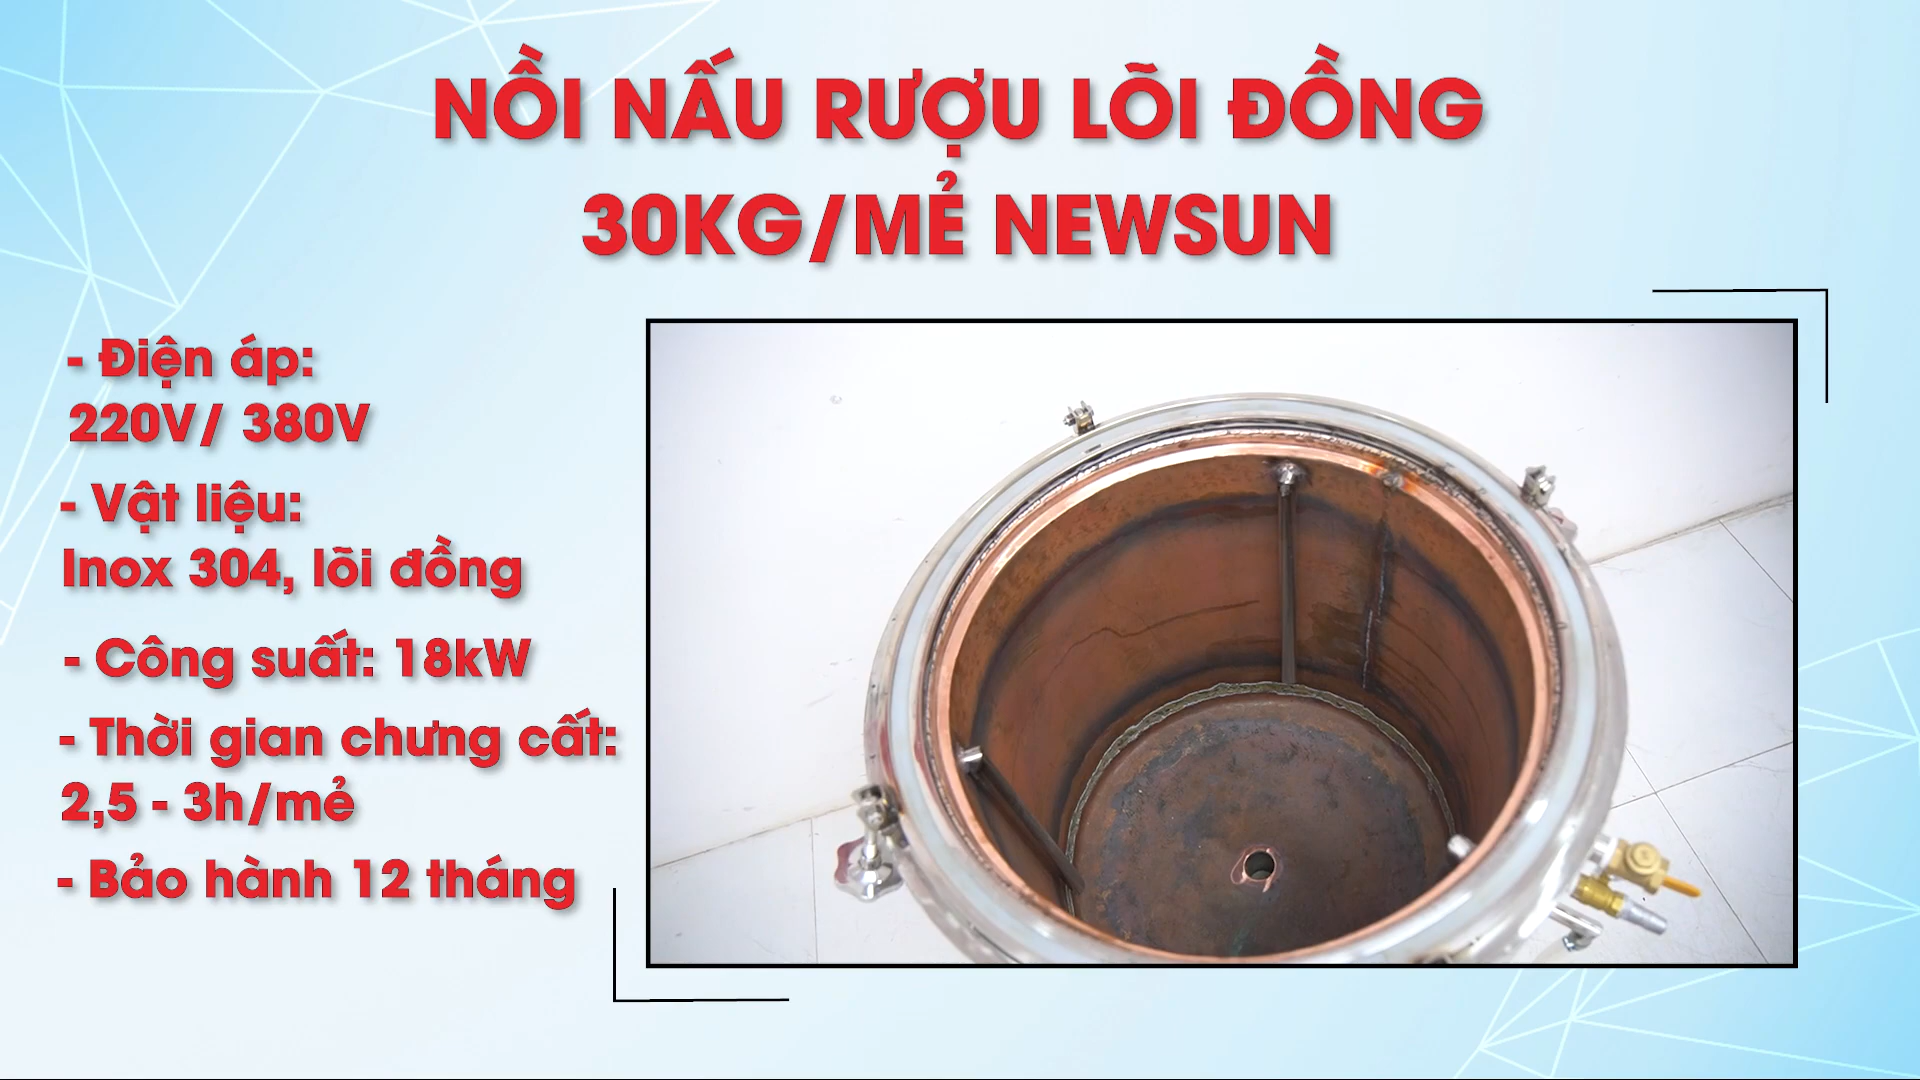 NỒI NẤU RƯỢU LÕI ĐỒNG
30KG/MẺ NEWSUN
- Điện áp:
220V/ 380V
- Vật liệu:
Inox 304, lõi đồng
- Công suất: 18kW
- Thời gian chưng cất:
2,5 - 3h/mẻ
- Bảo hành 12 tháng